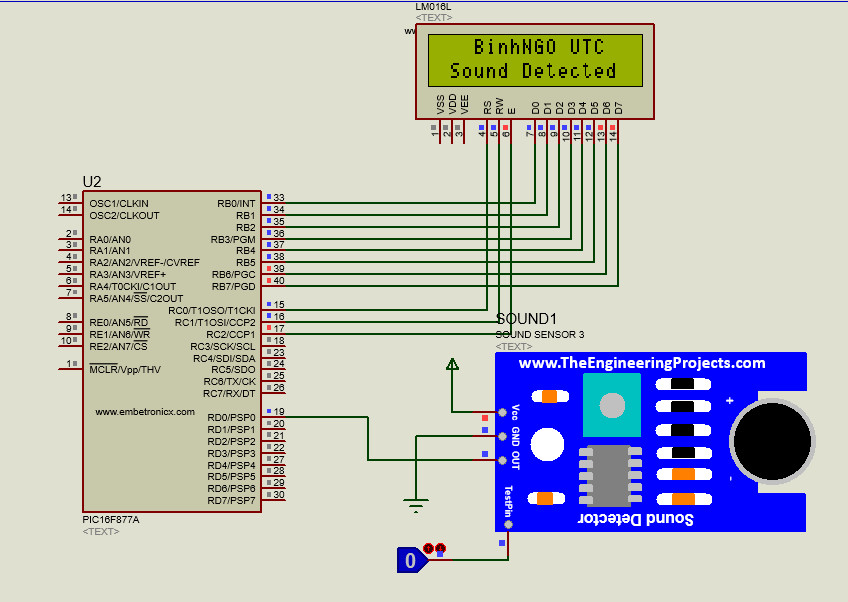 LM016L
<TEXT>
BinhNGO UTC
Sound Detected
VSS
VDD
VEE
RS
RW
E
D0
D1
D2
D3
D4
D5
D6
D7
1
2
3
4
5
6
7
8
9
10
11
12
13
14
U2
13 OSC1/CLKIN RB0/INT 33
14 OSC2/CLKOUT RB1 34
RB2 35
2 RA0/AN0 RB3/PGM 36
3 RA1/AN1 RB4 37
4 RA2/AN2/VREF-/CVREF RB5 38
5 RA3/AN3/VREF+ RB6/PGC 39
6 RA4/T0CKI/C1OUT RB7/PGD 40
7 RA5/AN4/SS/C2OUT
RC0/T1OSO/T1CKI 15
8 RE0/AN5/RD RC1/T1OSI/CCP2 16
9 RE1/AN6/WR RC2/CCP1 17
10 RE2/AN7/CS RC3/SCK/SCL 18
RC4/SDI/SDA 23
1 MCLR/Vpp/THV RC5/SDO 24
RC6/TX/CK 25
RC7/RX/DT 26
www.embetronicx.com
RD0/PSP0 19
RD1/PSP1 20
RD2/PSP2 21
RD3/PSP3 22
RD4/PSP4 27
RD5/PSP5 28
RD6/PSP6 29
RD7/PSP7 30
PIC16F877A
<TEXT>
SOUND1
SOUND SENSOR 3
<TEXT>
www.TheEngineeringProjects.com
Vcc
GND
OUT
TestPin
+
-
Sound Detector
0